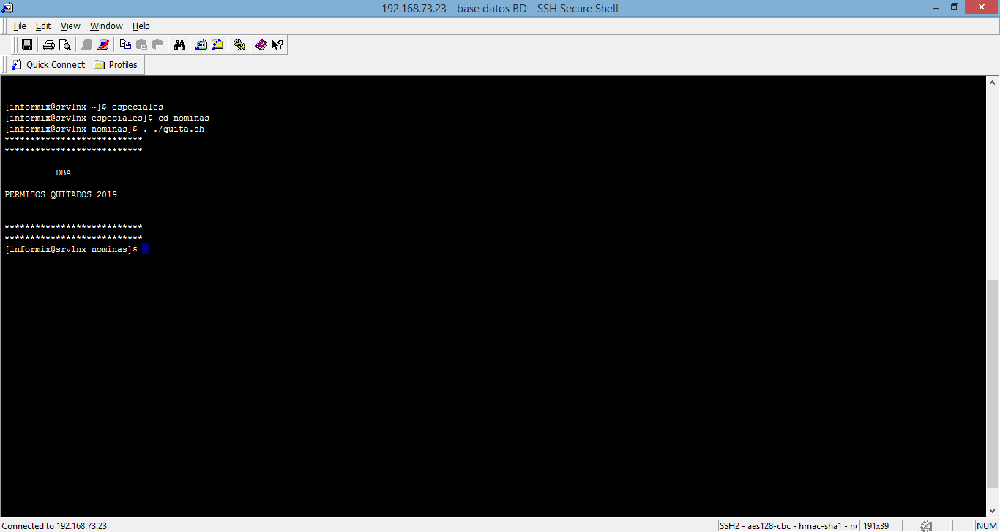 192.168.73.23 - base datos BD - SSH Secure Shell
File Edit View Window Help
Quick Connect Profiles
[informix@srvlnx ~]$ especiales
[informix@srvlnx especiales]$ cd nominas
[informix@srvlnx nominas]$ . ./quita.sh
***************************
***************************
DBA
PERMISOS QUITADOS 2019
***************************
***************************
[informix@srvlnx nominas]$
Connected to 192.168.73.23 SSH2 - aes128-cbc - hmac-sha1 - nc 191x39 NUM